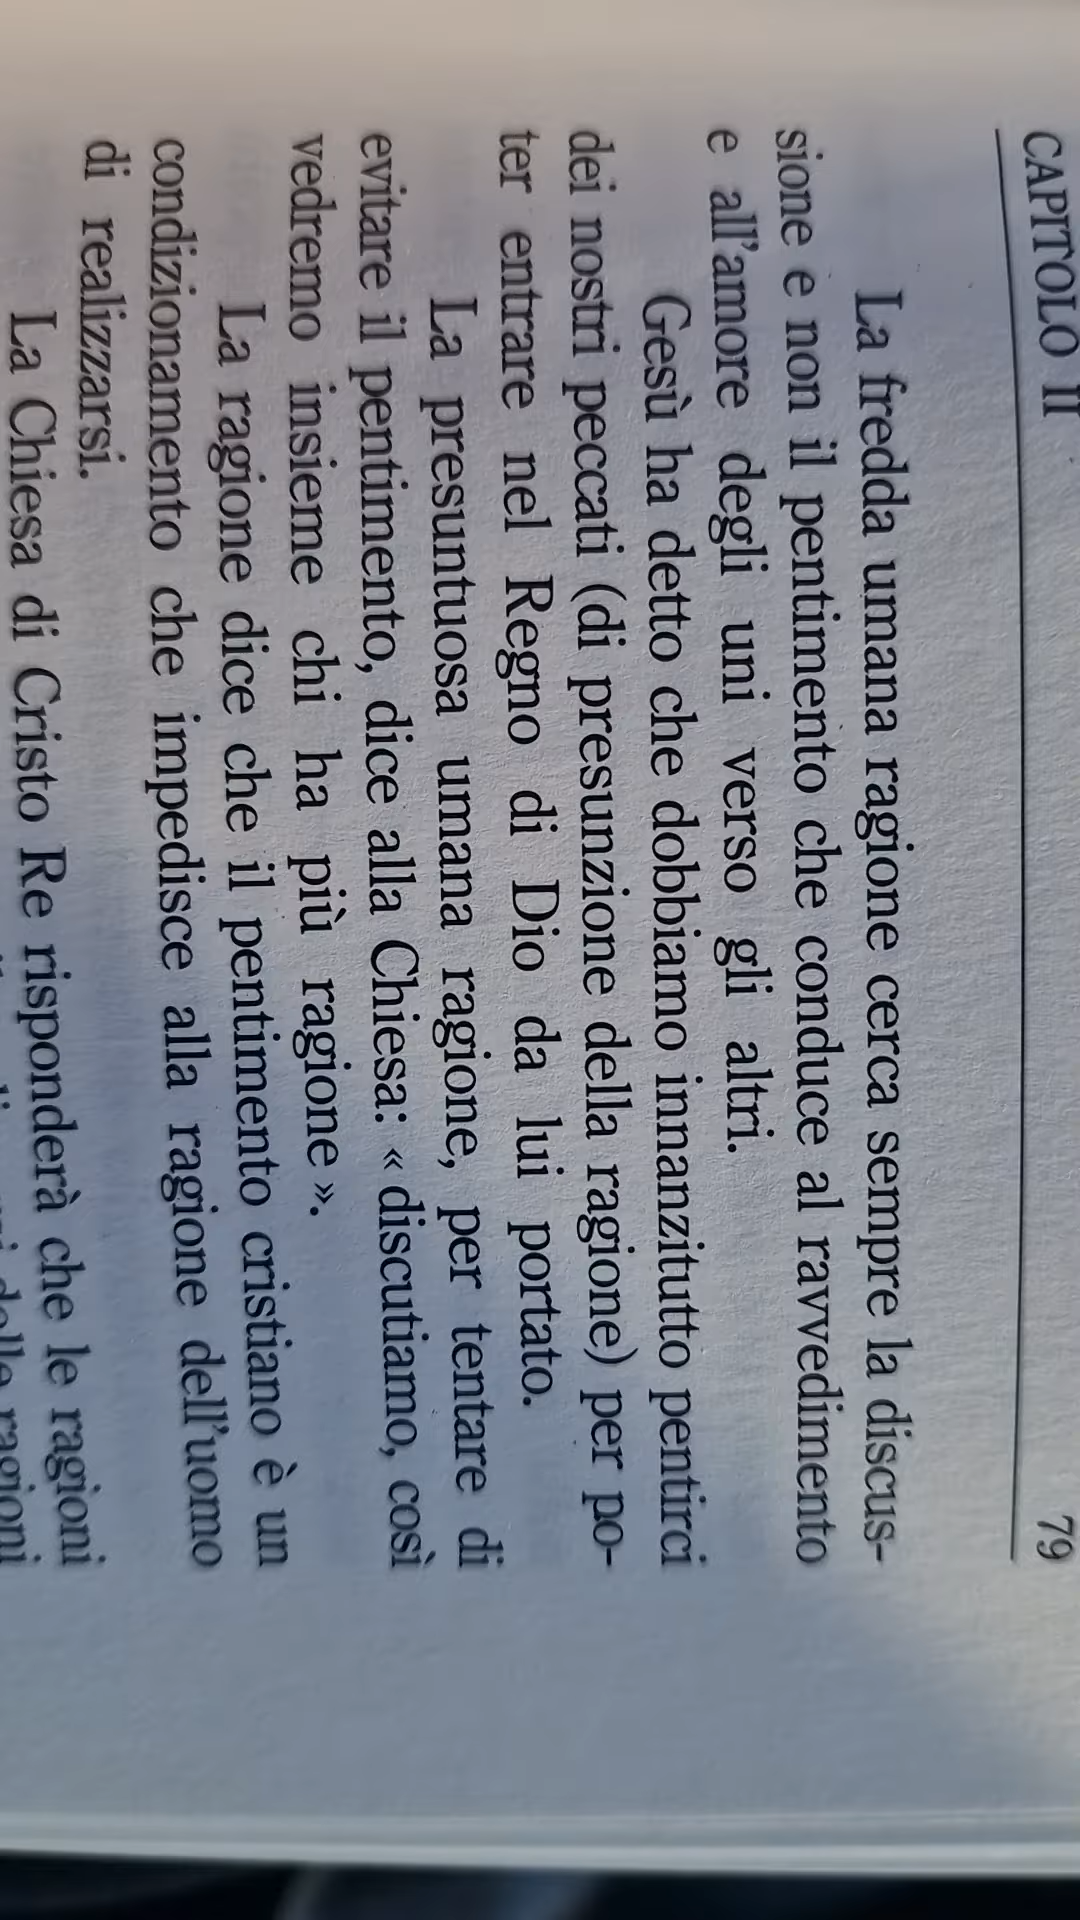 CAPITOLO II 79
La fredda umana ragione cerca sempre la discus-
sione e non il pentimento che conduce al ravvedimento
e all'amore degli uni verso gli altri.
Gesù ha detto che dobbiamo innanzitutto pentirci
dei nostri peccati (di presunzione della ragione) per po-
ter entrare nel Regno di Dio da lui portato.
La presuntuosa umana ragione, per tentare di
evitare il pentimento, dice alla Chiesa: « discutiamo, così
vedremo insieme chi ha più ragione ».
La ragione dice che il pentimento cristiano è un
condizionamento che impedisce alla ragione dell'uomo
di realizzarsi.
La Chiesa di Cristo Re risponderà che le ragioni
delle ragioni